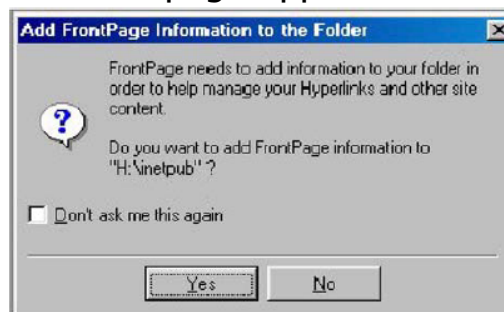 Add FrontPage Information to the Folder
FrontPage needs to add information to your folder in
order to help manage your Hyperlinks and other site
content.
Do you want to add FrontPage information to
"H:\inetpub" ?
Don't ask me this again
Yes
No